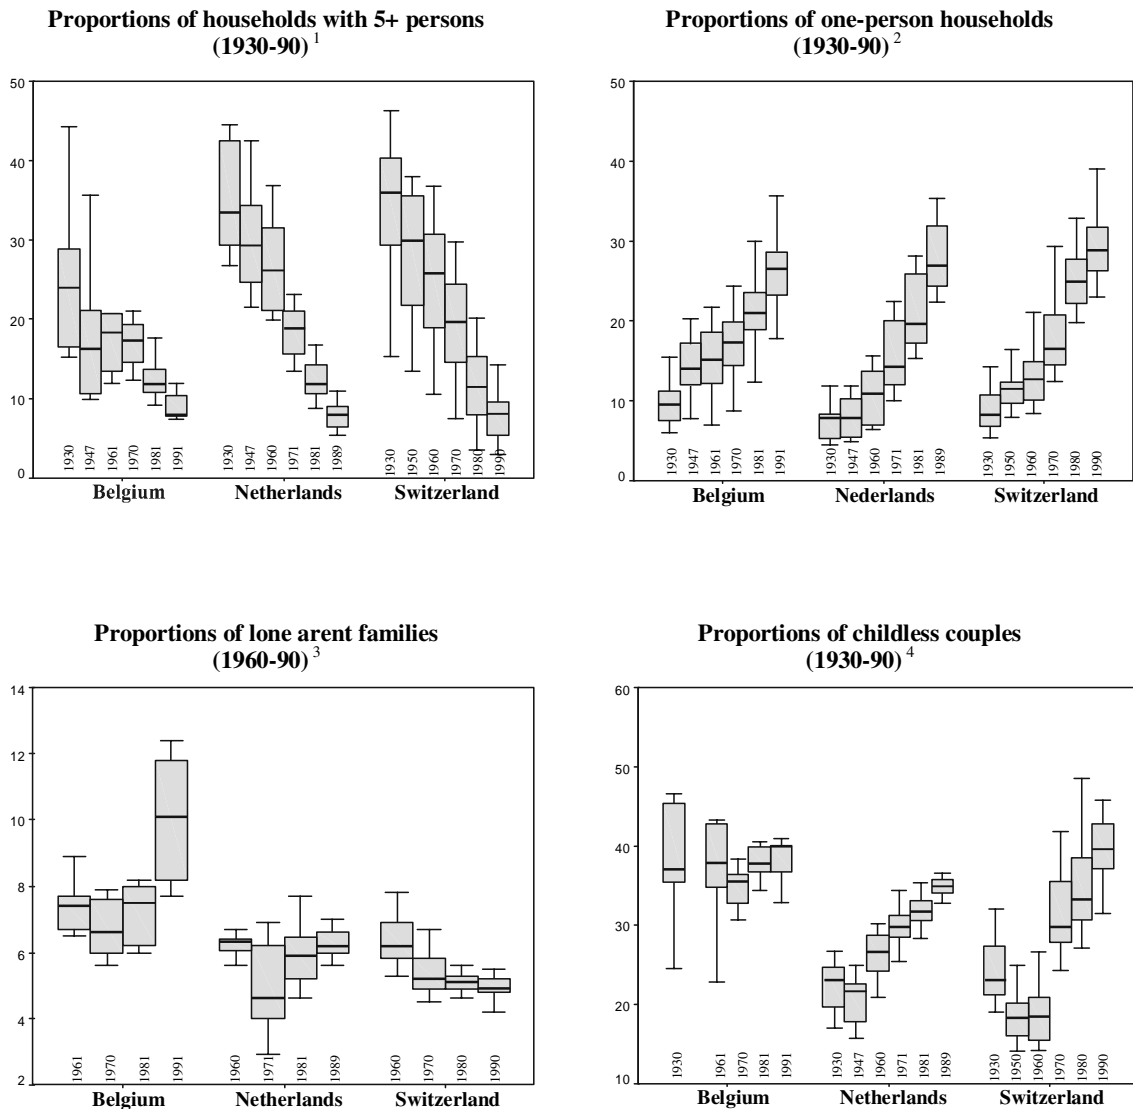 Proportions of households with 5+ persons
(1930-90) 1
50
40
30
20
10
0
1930 1947 1961 1970 1981 1991
1930 1947 1960 1971 1981 1989
1930 1950 1960 1970 1980 1990
Belgium Netherlands Switzerland
Proportions of one-person households
(1930-90) 2
50
40
30
20
10
0
1930 1947 1961 1970 1981 1991
1930 1947 1960 1971 1981 1989
1930 1950 1960 1970 1980 1990
Belgium Nederlands Switzerland
Proportions of lone arent families
(1960-90) 3
14
12
10
8
6
4
2
1961 1970 1981 1991
1960 1971 1981 1989
1960 1970 1980 1990
Belgium Netherlands Switzerland
Proportions of childless couples
(1930-90) 4
60
50
40
30
20
10
1930 1961 1970 1981 1991
1930 1947 1960 1971 1981 1989
1930 1950 1960 1970 1980 1990
Belgium Netherlands Switzerland